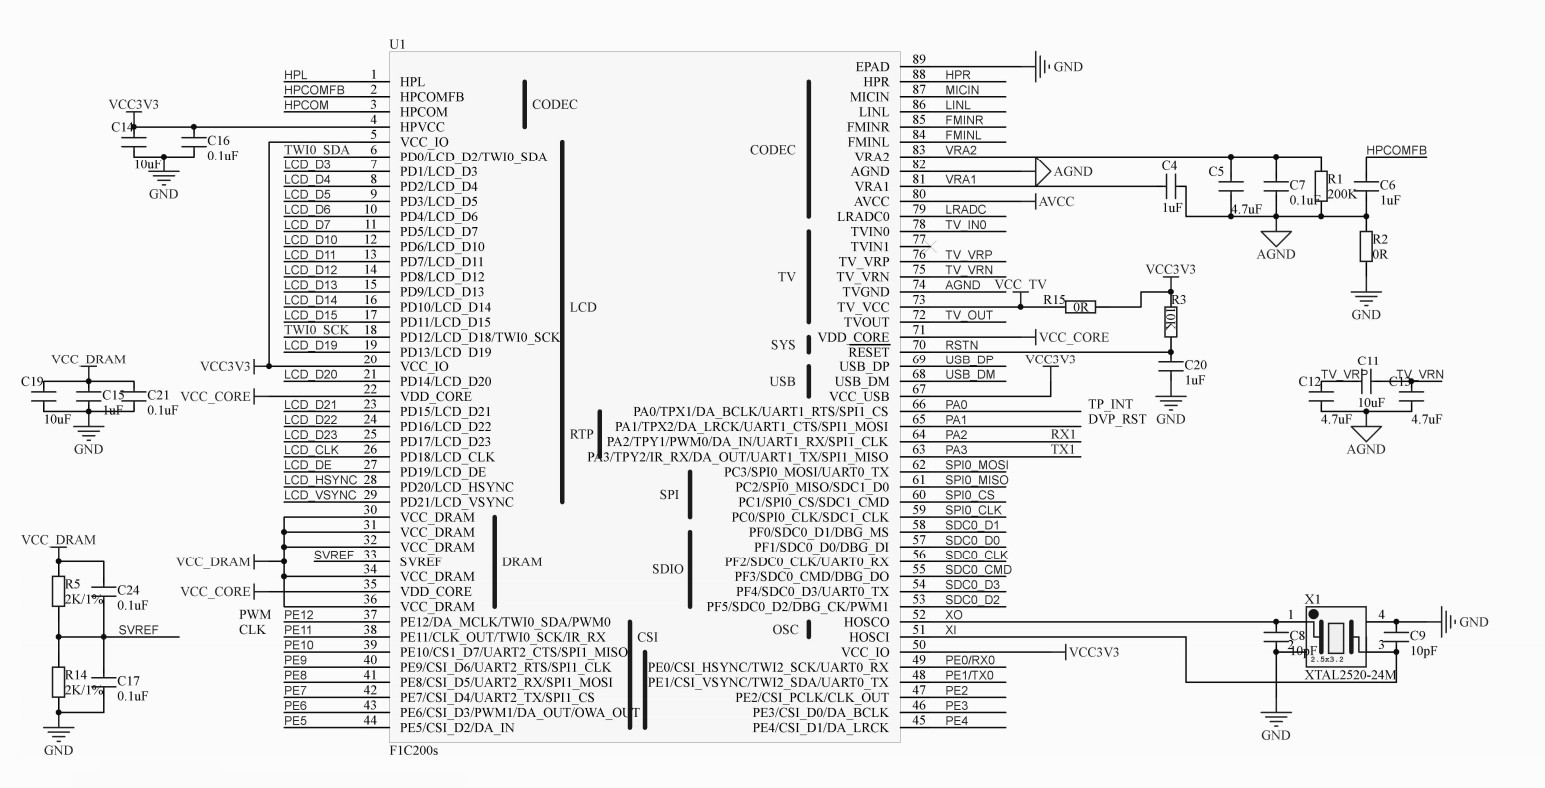 U1
HPL 1 HPL
HPCOMFB 2 HPCOMFB
HPCOM 3 HPCOM
4 HPVCC
5 VCC_IO
TWI0_SDA 6 PD0/LCD_D2/TWI0_SDA
LCD_D3 7 PD1/LCD_D3
LCD_D4 8 PD2/LCD_D4
LCD_D5 9 PD3/LCD_D5
LCD_D6 10 PD4/LCD_D6
LCD_D7 11 PD5/LCD_D7
LCD_D10 12 PD6/LCD_D10
LCD_D11 13 PD7/LCD_D11
LCD_D12 14 PD8/LCD_D12
LCD_D13 15 PD9/LCD_D13
LCD_D14 16 PD10/LCD_D14
LCD_D15 17 PD11/LCD_D15
TWI0_SCK 18 PD12/LCD_D18/TWI0_SCK
LCD_D19 19 PD13/LCD_D19
VCC3V3 20 VCC_IO
LCD_D20 21 PD14/LCD_D20
VCC_CORE 22 VDD_CORE
LCD_D21 23 PD15/LCD_D21
LCD_D22 24 PD16/LCD_D22
LCD_D23 25 PD17/LCD_D23
LCD_CLK 26 PD18/LCD_CLK
LCD_DE 27 PD19/LCD_DE
LCD_HSYNC 28 PD20/LCD_HSYNC
LCD_VSYNC 29 PD21/LCD_VSYNC
30 VCC_DRAM
31 VCC_DRAM
32 VCC_DRAM
VCC_DRAM SVREF 33 SVREF
34 VCC_DRAM
VCC_CORE 35 VDD_CORE
36 VCC_DRAM
PWM PE12 37 PE12/DA_MCLK/TWI0_SDA/PWM0
CLK PE11 38 PE11/CLK_OUT/TWI0_SCK/IR_RX
PE10 39 PE10/CS1_D7/UART2_CTS/SPI1_MISO
PE9 40 PE9/CSI_D6/UART2_RTS/SPI1_CLK
PE8 41 PE8/CSI_D5/UART2_RX/SPI1_MOSI
PE7 42 PE7/CSI_D4/UART2_TX/SPI1_CS
PE6 43 PE6/CSI_D3/PWM1/DA_OUT/OWA_OUT
PE5 44 PE5/CSI_D2/DA_IN
F1C200s
CODEC
LCD
RTP
DRAM
CSI
CODEC
TV
SYS
USB
SPI
SDIO
OSC
EPAD 89 GND
HPR 88 HPR
MICIN 87 MICIN
LINL 86 LINL
FMINR 85 FMINR
FMINL 84 FMINL
VRA2 83 VRA2
AGND 82 AGND
VRA1 81 VRA1
AVCC 80 AVCC
LRADC0 79 LRADC
TVIN0 78 TV_IN0
TVIN1 77
TV_VRP 76 TV_VRP
TV_VRN 75 TV_VRN
TVGND 74 AGND VCC_TV
TV_VCC 73 R15 0R
TVOUT 72 TV_OUT
VDD_CORE 71 VCC_CORE
RESET 70 RSTN
USB_DP 69 USB_DP VCC3V3
USB_DM 68 USB_DM
VCC_USB 67
PA0/TPX1/DA_BCLK/UART1_RTS/SPI1_CS 66 PA0 TP_INT
PA1/TPX2/DA_LRCK/UART1_CTS/SPI1_MOSI 65 PA1 DVP_RST
PA2/TPY1/PWM0/DA_IN/UART1_RX/SPI1_CLK 64 PA2 RX1
PA3/TPY2/IR_RX/DA_OUT/UART1_TX/SPI1_MISO 63 PA3 TX1
PC3/SPI0_MOSI/UART0_TX 62 SPI0_MOSI
PC2/SPI0_MISO/SDC1_D0 61 SPI0_MISO
PC1/SPI0_CS/SDC1_CMD 60 SPI0_CS
PC0/SPI0_CLK/SDC1_CLK 59 SPI0_CLK
PF0/SDC0_D1/DBG_MS 58 SDC0_D1
PF1/SDC0_D0/DBG_DI 57 SDC0_D0
PF2/SDC0_CLK/UART0_RX 56 SDC0_CLK
PF3/SDC0_CMD/DBG_DO 55 SDC0_CMD
PF4/SDC0_D3/UART0_TX 54 SDC0_D3
PF5/SDC0_D2/DBG_CK/PWM1 53 SDC0_D2
HOSCO 52 XO
HOSCI 51 XI
VCC_IO 50 VCC3V3
PE0/CSI_HSYNC/TWI2_SCK/UART0_RX 49 PE0/RX0
PE1/CSI_VSYNC/TWI2_SDA/UART0_TX 48 PE1/TX0
PE2/CSI_PCLK/CLK_OUT 47 PE2
PE3/CSI_D0/DA_BCLK 46 PE3
PE4/CSI_D1/DA_LRCK 45 PE4
VCC3V3
C14 C16
10uF 0.1uF
GND
VCC_DRAM
C19 C15 C21
10uF 1uF 0.1uF
GND
VCC_DRAM
R5 C24
2K/1% 0.1uF
SVREF
R14 C17
2K/1% 0.1uF
GND
C4
1uF
C5
4.7uF
C7
0.1uF
R1
200K
HPCOMFB
C6
1uF
AGND
R2
0R
GND
VCC3V3
R3
10K
C20
1uF
GND
C11
TV_VRP TV_VRN
C12 C13
10uF
4.7uF 4.7uF
AGND
X1
1 4 GND
C8 C9
10pF 3 10pF
2
2.5x3.2
XTAL2520-24M
GND